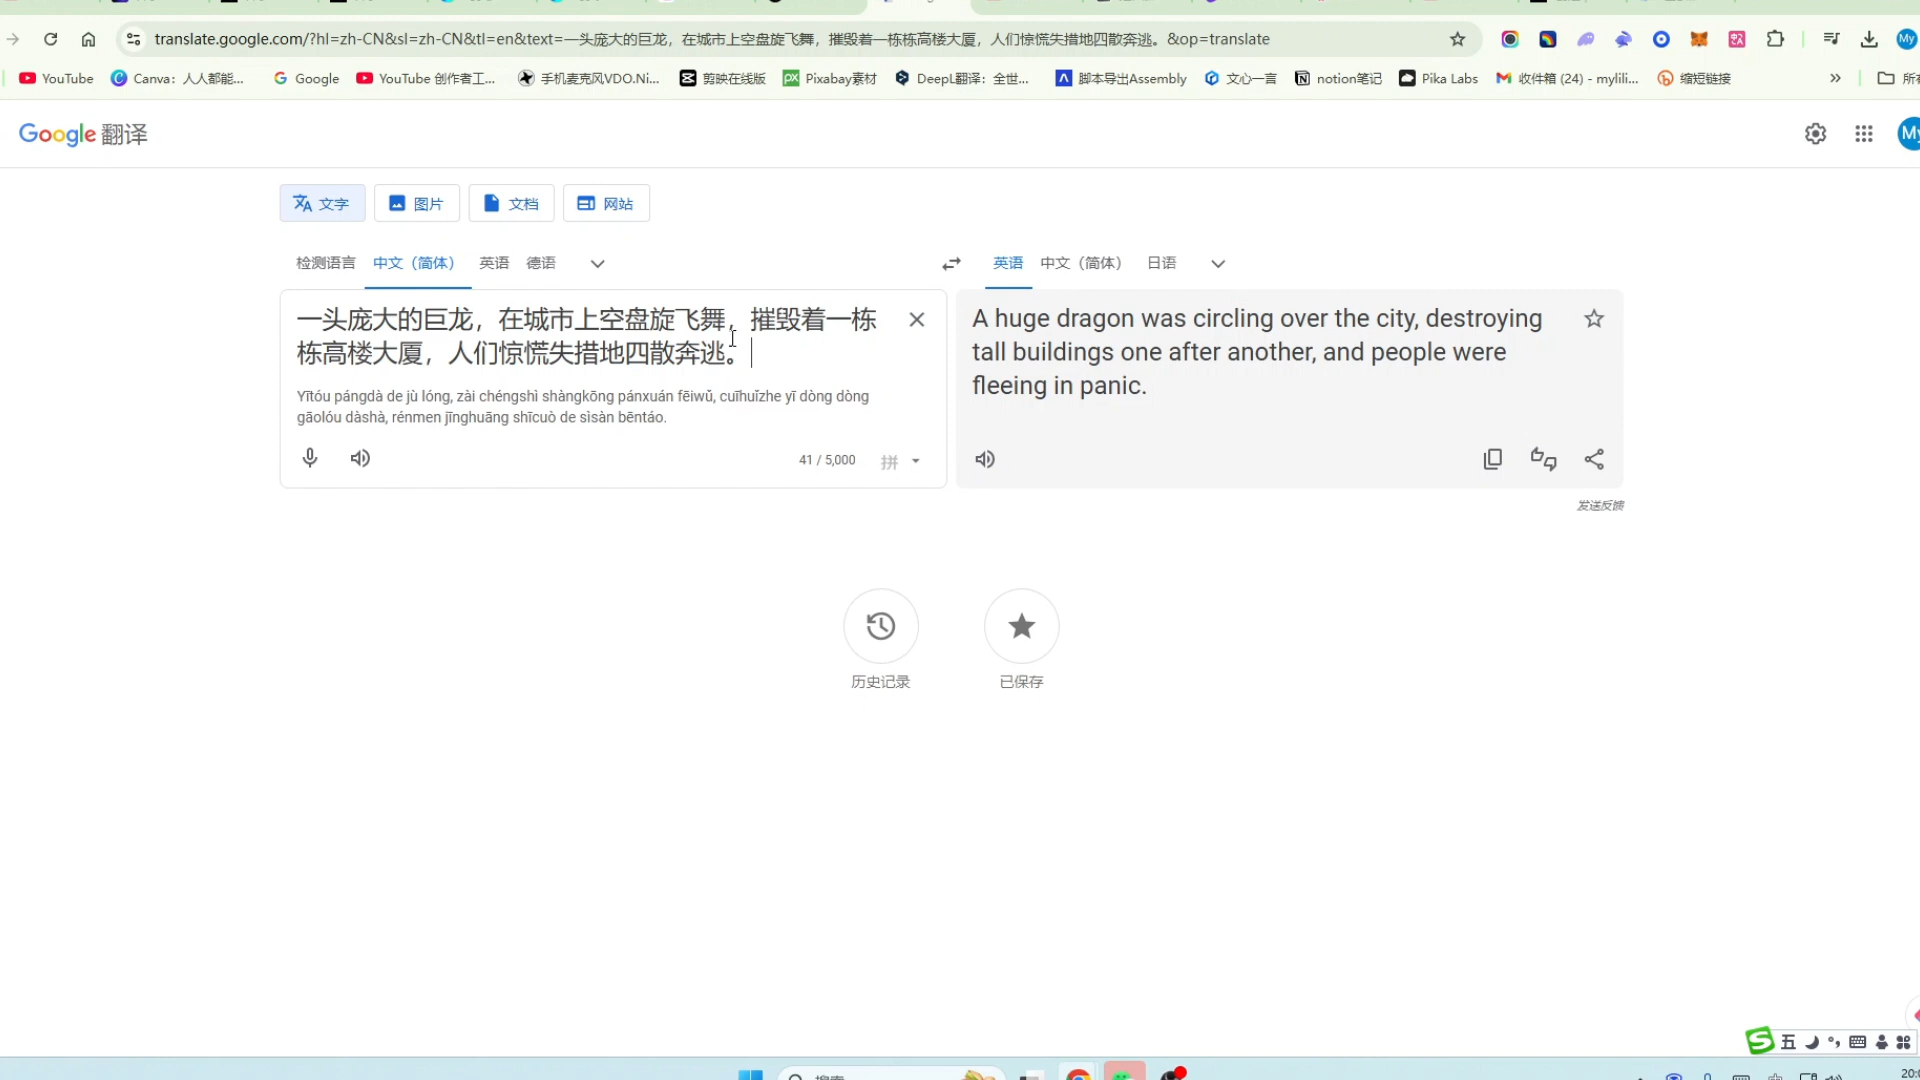 translate.google.com/?hl=zh-CN&sl=zh-CN&tl=en&text=一头庞大的巨龙，在城市上空盘旋飞舞，摧毁着一栋栋高楼大厦，人们惊慌失措地四散奔逃。&op=translate
My
YouTube
Canva：人人都能...
Google
YouTube 创作者工...
手机麦克风VDO.Ni...
剪映在线版
Pixabay素材
DeepL翻译：全世...
脚本导出Assembly
文心一言
notion笔记
Pika Labs
收件箱 (24) - mylili...
缩短链接
»
Google 翻译
文字
图片
文档
网站
检测语言
中文（简体）
英语
德语
英语
中文（简体）
日语
一头庞大的巨龙，在城市上空盘旋飞舞，摧毁着一栋
栋高楼大厦，人们惊慌失措地四散奔逃。
Yītóu pángdà de jù lóng, zài chéngshì shàngkōng pánxuán fēiwǔ, cuīhuǐzhe yī dòng dòng
gāolóu dàshà, rénmen jīnghuāng shīcuò de sìsàn bēntáo.
41 / 5,000
拼
A huge dragon was circling over the city, destroying
tall buildings one after another, and people were
fleeing in panic.
发送反馈
历史记录
已保存
五